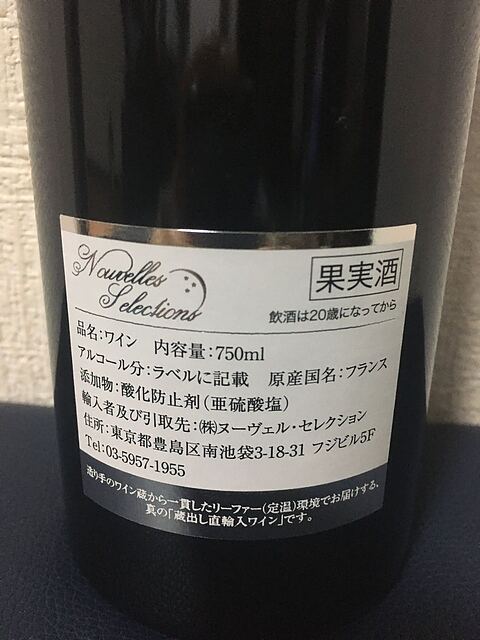 Nouvelles
Selections
果実酒
飲酒は20歳になってから
品名:ワイン 内容量:750ml
アルコール分:ラベルに記載 原産国名:フランス
添加物:酸化防止剤(亜硫酸塩)
輸入者及び引取先:(株)ヌーヴェル・セレクション
住所:東京都豊島区南池袋3-18-31 フジビル5F
Tel:03-5957-1955
造り手のワイン蔵から一貫したリーファー(定温)環境でお届けする、
真の「蔵出し直輸入ワイン」です。